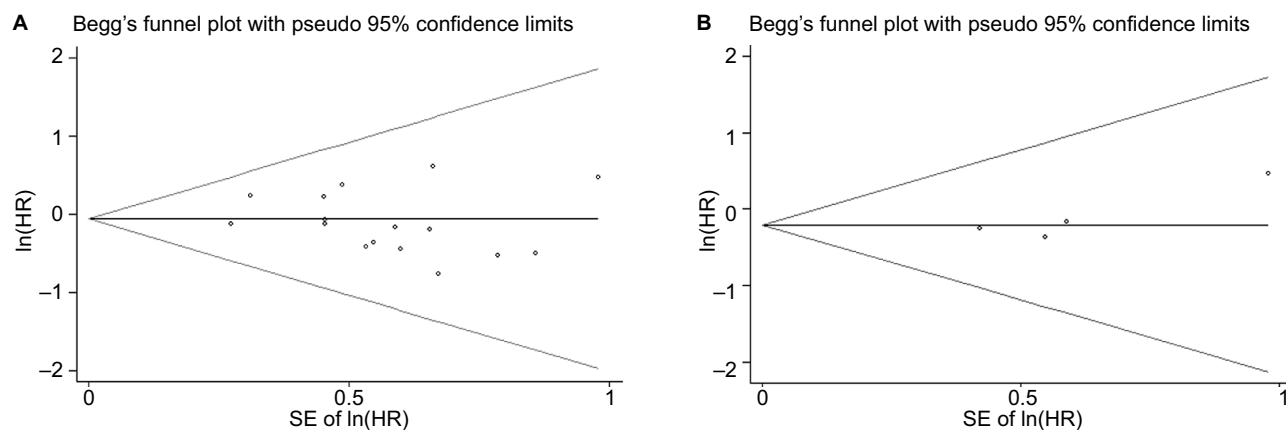 A Begg’s funnel plot with pseudo 95% confidence limits
2
1
0
–1
–2
ln(HR)
0 0.5 1
SE of ln(HR)
B Begg’s funnel plot with pseudo 95% confidence limits
2
1
0
–1
–2
ln(HR)
0 0.5 1
SE of ln(HR)